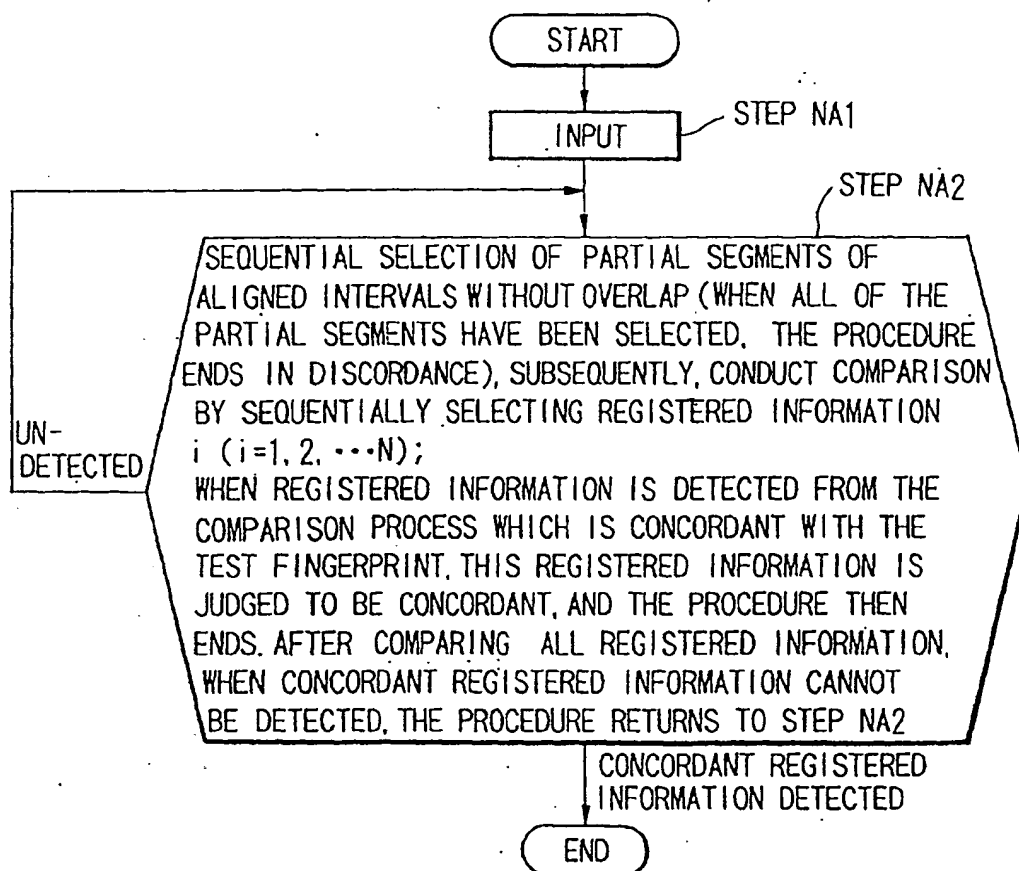 START
INPUT
STEP NA1
STEP NA2
SEQUENTIAL SELECTION OF PARTIAL SEGMENTS OF
ALIGNED INTERVALS WITHOUT OVERLAP (WHEN ALL OF THE
PARTIAL SEGMENTS HAVE BEEN SELECTED, THE PROCEDURE
ENDS IN DISCORDANCE), SUBSEQUENTLY, CONDUCT COMPARISON
BY SEQUENTIALLY SELECTING REGISTERED INFORMATION
i (i=1, 2, ···N);
WHEN REGISTERED INFORMATION IS DETECTED FROM THE
COMPARISON PROCESS WHICH IS CONCORDANT WITH THE
TEST FINGERPRINT, THIS REGISTERED INFORMATION IS
JUDGED TO BE CONCORDANT, AND THE PROCEDURE THEN
ENDS. AFTER COMPARING ALL REGISTERED INFORMATION,
WHEN CONCORDANT REGISTERED INFORMATION CANNOT
BE DETECTED, THE PROCEDURE RETURNS TO STEP NA2
UN-
DETECTED
CONCORDANT REGISTERED
INFORMATION DETECTED
END